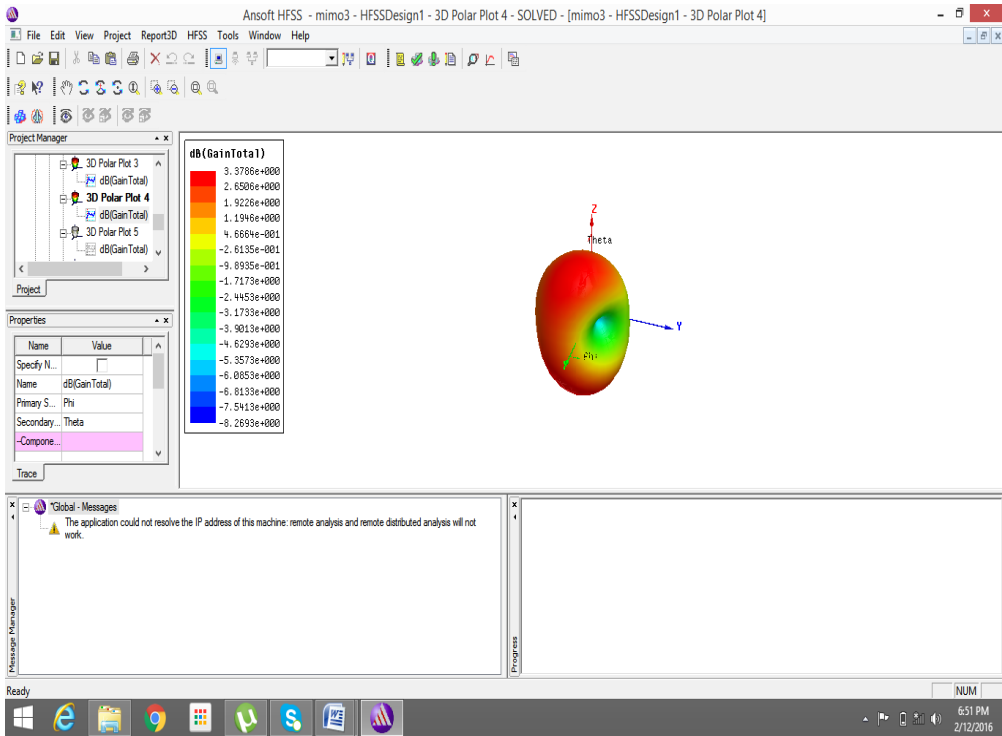 Ansoft HFSS - mimo3 - HFSSDesign1 - 3D Polar Plot 4 - SOLVED - [mimo3 - HFSSDesign1 - 3D Polar Plot 4]
File Edit View Project Report3D HFSS Tools Window Help
Project Manager
3D Polar Plot 3
dB(GainTotal)
3D Polar Plot 4
dB(GainTotal)
3D Polar Plot 5
dB(GainTotal)
Project
Properties
Name Value
Specify N...
Name dB(GainTotal)
Primary S... Phi
Secondary... Theta
-Compone...
Trace
dB(GainTotal)
3.3786e+000
2.6506e+000
1.9226e+000
1.1946e+000
4.6664e-001
-2.6135e-001
-9.8935e-001
-1.7173e+000
-2.4453e+000
-3.1733e+000
-3.9013e+000
-4.6293e+000
-5.3573e+000
-6.0853e+000
-6.8133e+000
-7.5413e+000
-8.2693e+000
Z
Theta
Y
Phi
*Global - Messages
The application could not resolve the IP address of this machine: remote analysis and remote distributed analysis will not
work.
Message Manager
Progress
Ready
NUM
6:51 PM
2/12/2016